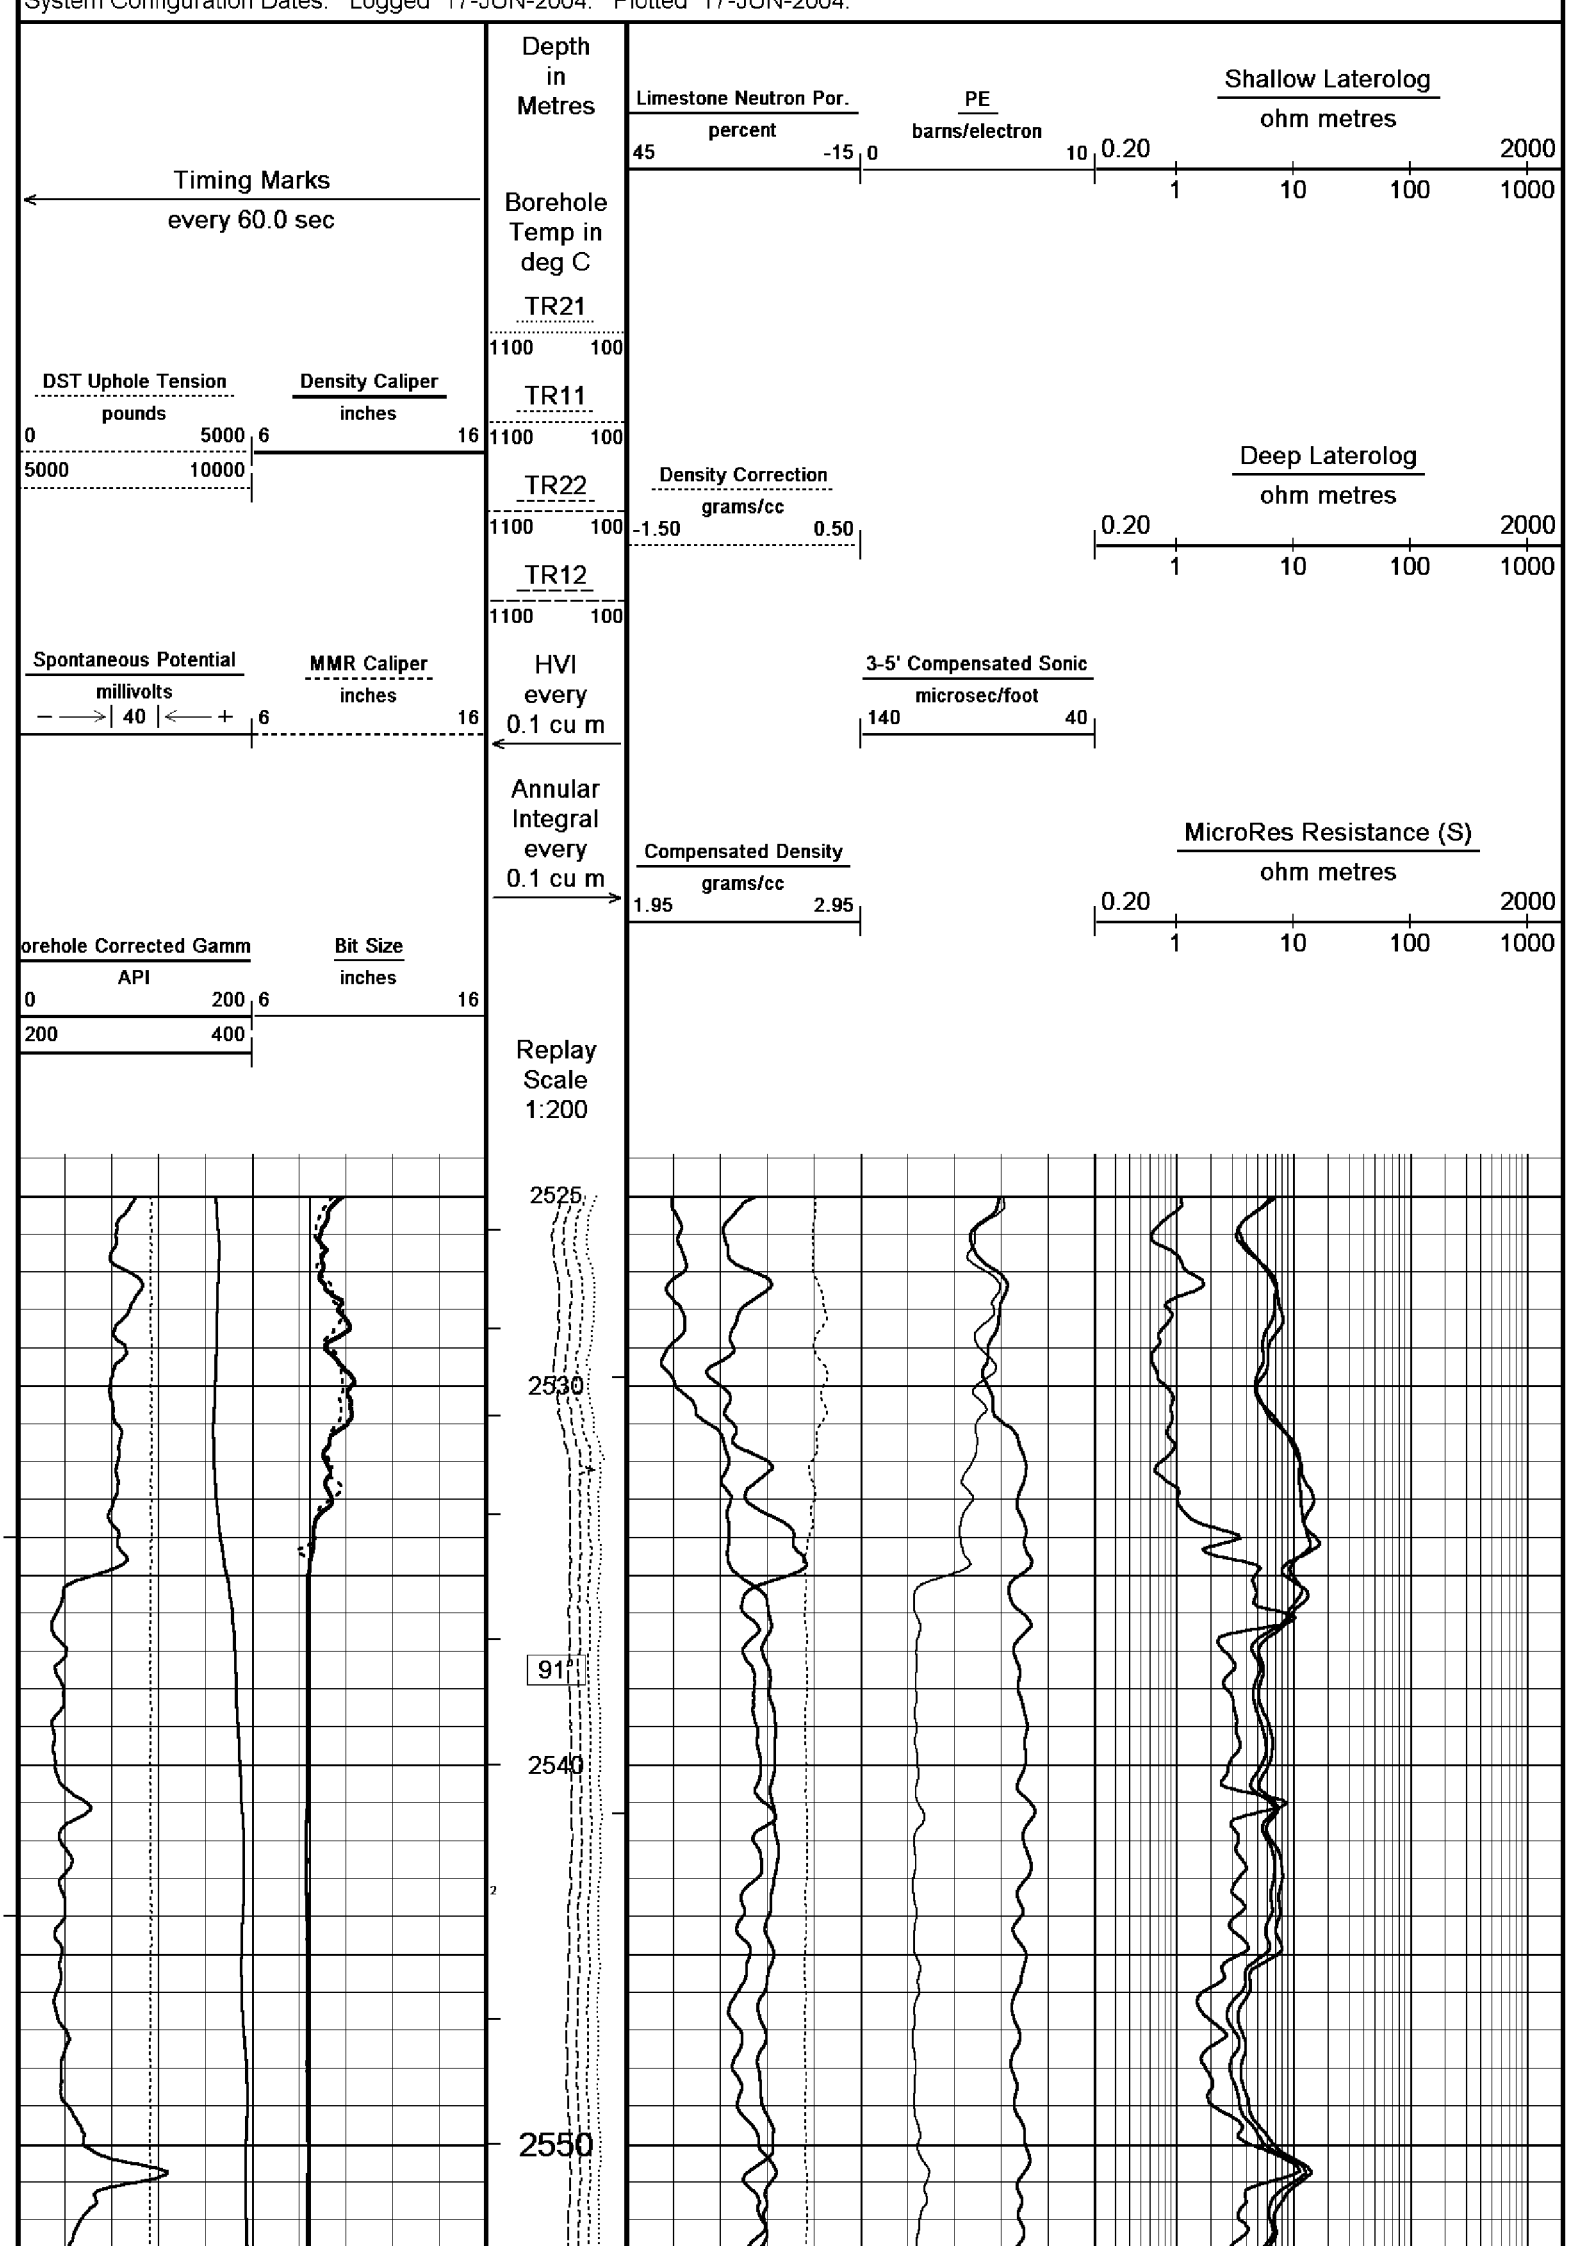 System Configuration Dates: Logged 17-JUN-2004. Plotted 17-JUN-2004.
Depth
in
Metres
Limestone Neutron Por.
percent
45 -15
PE
barns/electron
0 10
Shallow Laterolog
ohm metres
0.20 2000
1 10 100 1000
Timing Marks
every 60.0 sec
Borehole
Temp in
deg C
TR21
1100 100
DST Uphole Tension
pounds
0 5000
5000 10000
Density Caliper
inches
6 16
TR11
1100 100
TR22
1100 100
Density Correction
grams/cc
-1.50 0.50
Deep Laterolog
ohm metres
0.20 2000
1 10 100 1000
TR12
1100 100
Spontaneous Potential
millivolts
− → | 40 | ← +
MMR Caliper
inches
6 16
HVI
every
0.1 cu m
3-5' Compensated Sonic
microsec/foot
140 40
Annular
Integral
every
0.1 cu m
Compensated Density
grams/cc
1.95 2.95
MicroRes Resistance (S)
ohm metres
0.20 2000
1 10 100 1000
orehole Corrected Gamm
API
0 200
200 400
Bit Size
inches
6 16
Replay
Scale
1:200
2525
2530
91°
2540
2
2550